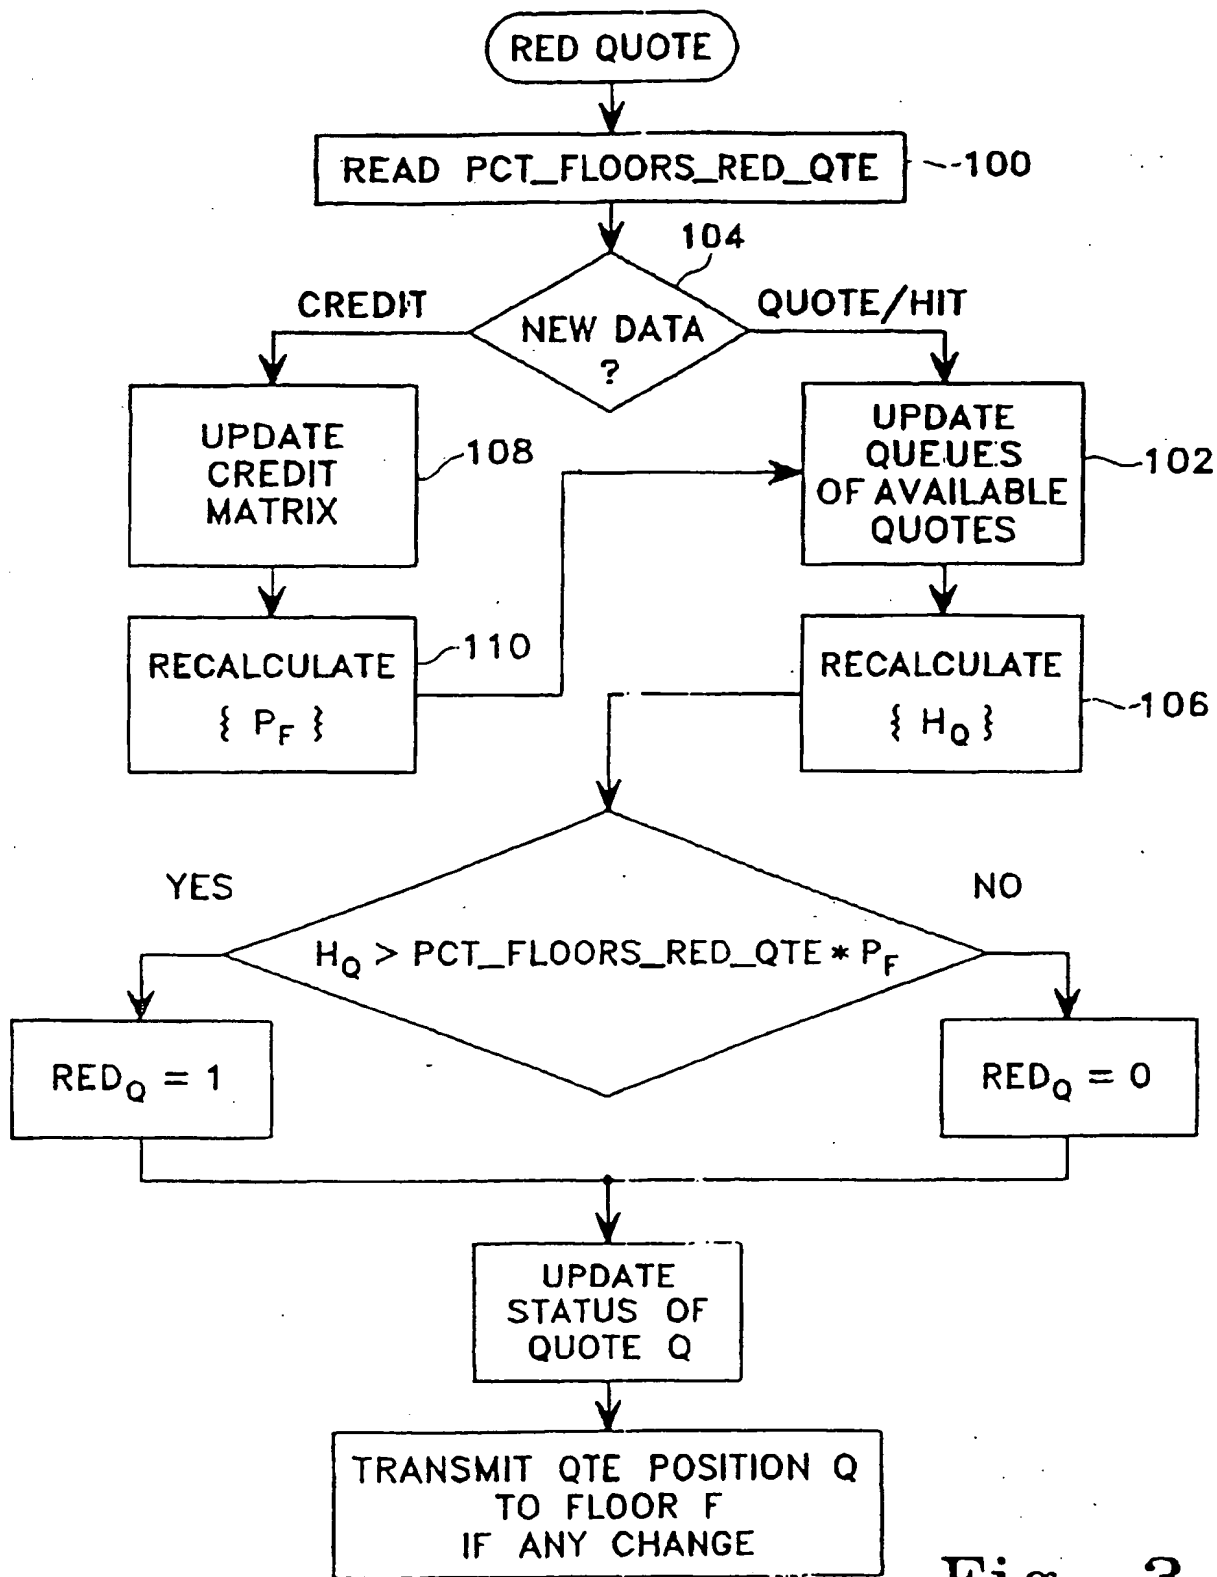 RED QUOTE
READ PCT_FLOORS_RED_QTE
100
104
CREDIT
QUOTE/HIT
NEW DATA
?
UPDATE
CREDIT
MATRIX
108
UPDATE
QUEUES
OF AVAILABLE
QUOTES
102
RECALCULATE
{ P_F }
110
RECALCULATE
{ H_Q }
106
YES
NO
H_Q > PCT_FLOORS_RED_QTE * P_F
RED_Q = 1
RED_Q = 0
UPDATE
STATUS OF
QUOTE Q
TRANSMIT QTE POSITION Q
TO FLOOR F
IF ANY CHANGE
Fig. 3